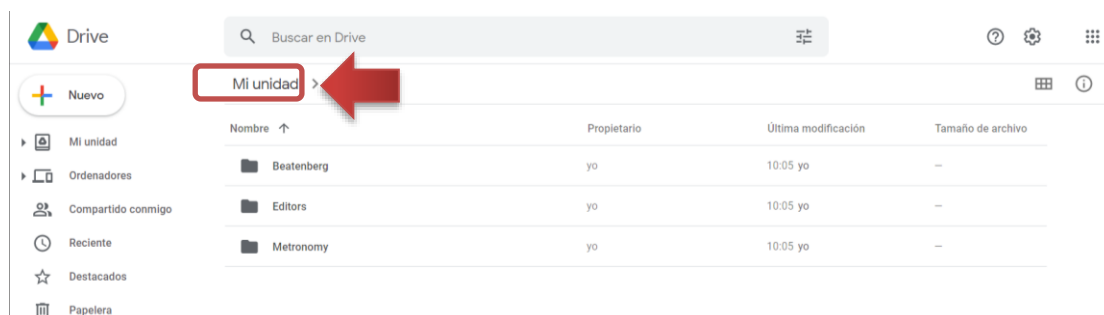 Drive
Buscar en Drive
Mi unidad >
Nuevo
Nombre ↑ Propietario Última modificación Tamaño de archivo
Mi unidad
Beatenberg yo 10:05 yo —
Ordenadores
Editors yo 10:05 yo —
Compartido conmigo
Reciente
Metronomy yo 10:05 yo —
Destacados
Papelera